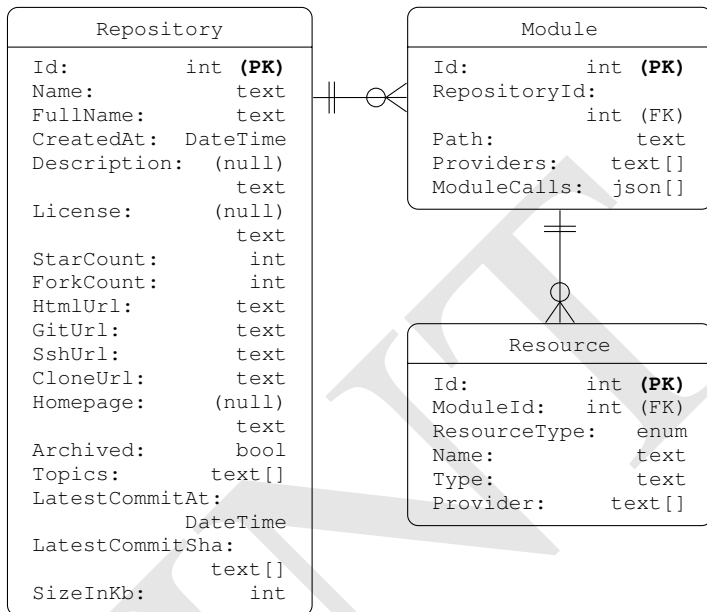 Repository
Id: int (PK)
Name: text
FullName: text
CreatedAt: DateTime
Description: (null)
text
License: (null)
text
StarCount: int
ForkCount: int
HtmlUrl: text
GitUrl: text
SshUrl: text
CloneUrl: text
Homepage: (null)
text
Archived: bool
Topics: text[]
LatestCommitAt:
DateTime
LatestCommitSha:
text[]
SizeInKb: int
Module
Id: int (PK)
RepositoryId:
int (FK)
Path: text
Providers: text[]
ModuleCalls: json[]
Resource
Id: int (PK)
ModuleId: int (FK)
ResourceType: enum
Name: text
Type: text
Provider: text[]